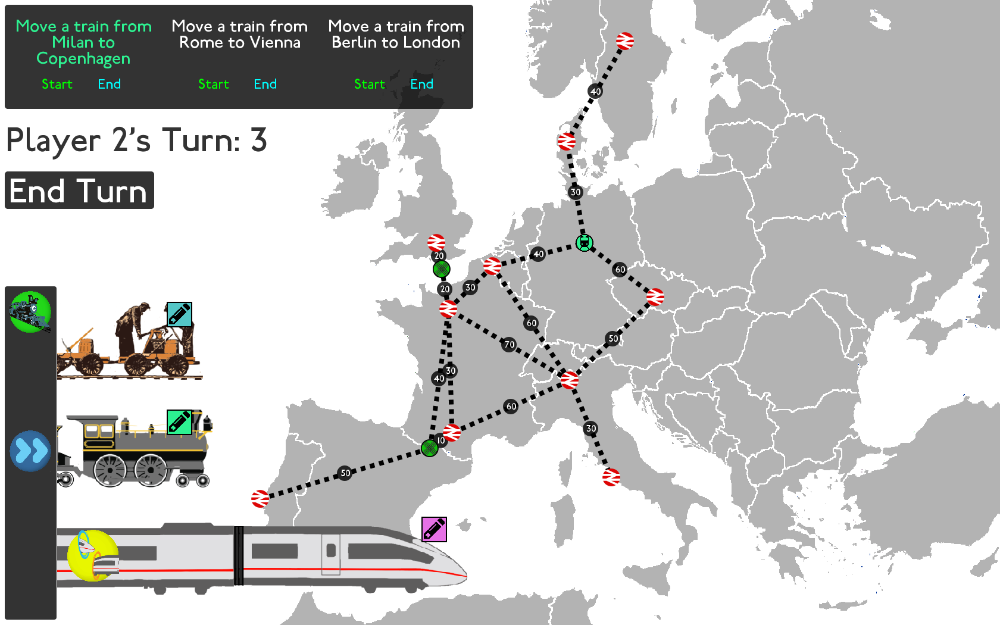 Move a train from
Milan to
Copenhagen
Start End
Move a train from
Rome to Vienna
Start End
Move a train from
Berlin to London
Start End
Player 2's Turn: 3
End Turn
40
30
20
40
60
20
30
60
50
70
30
40
60
30
10
50